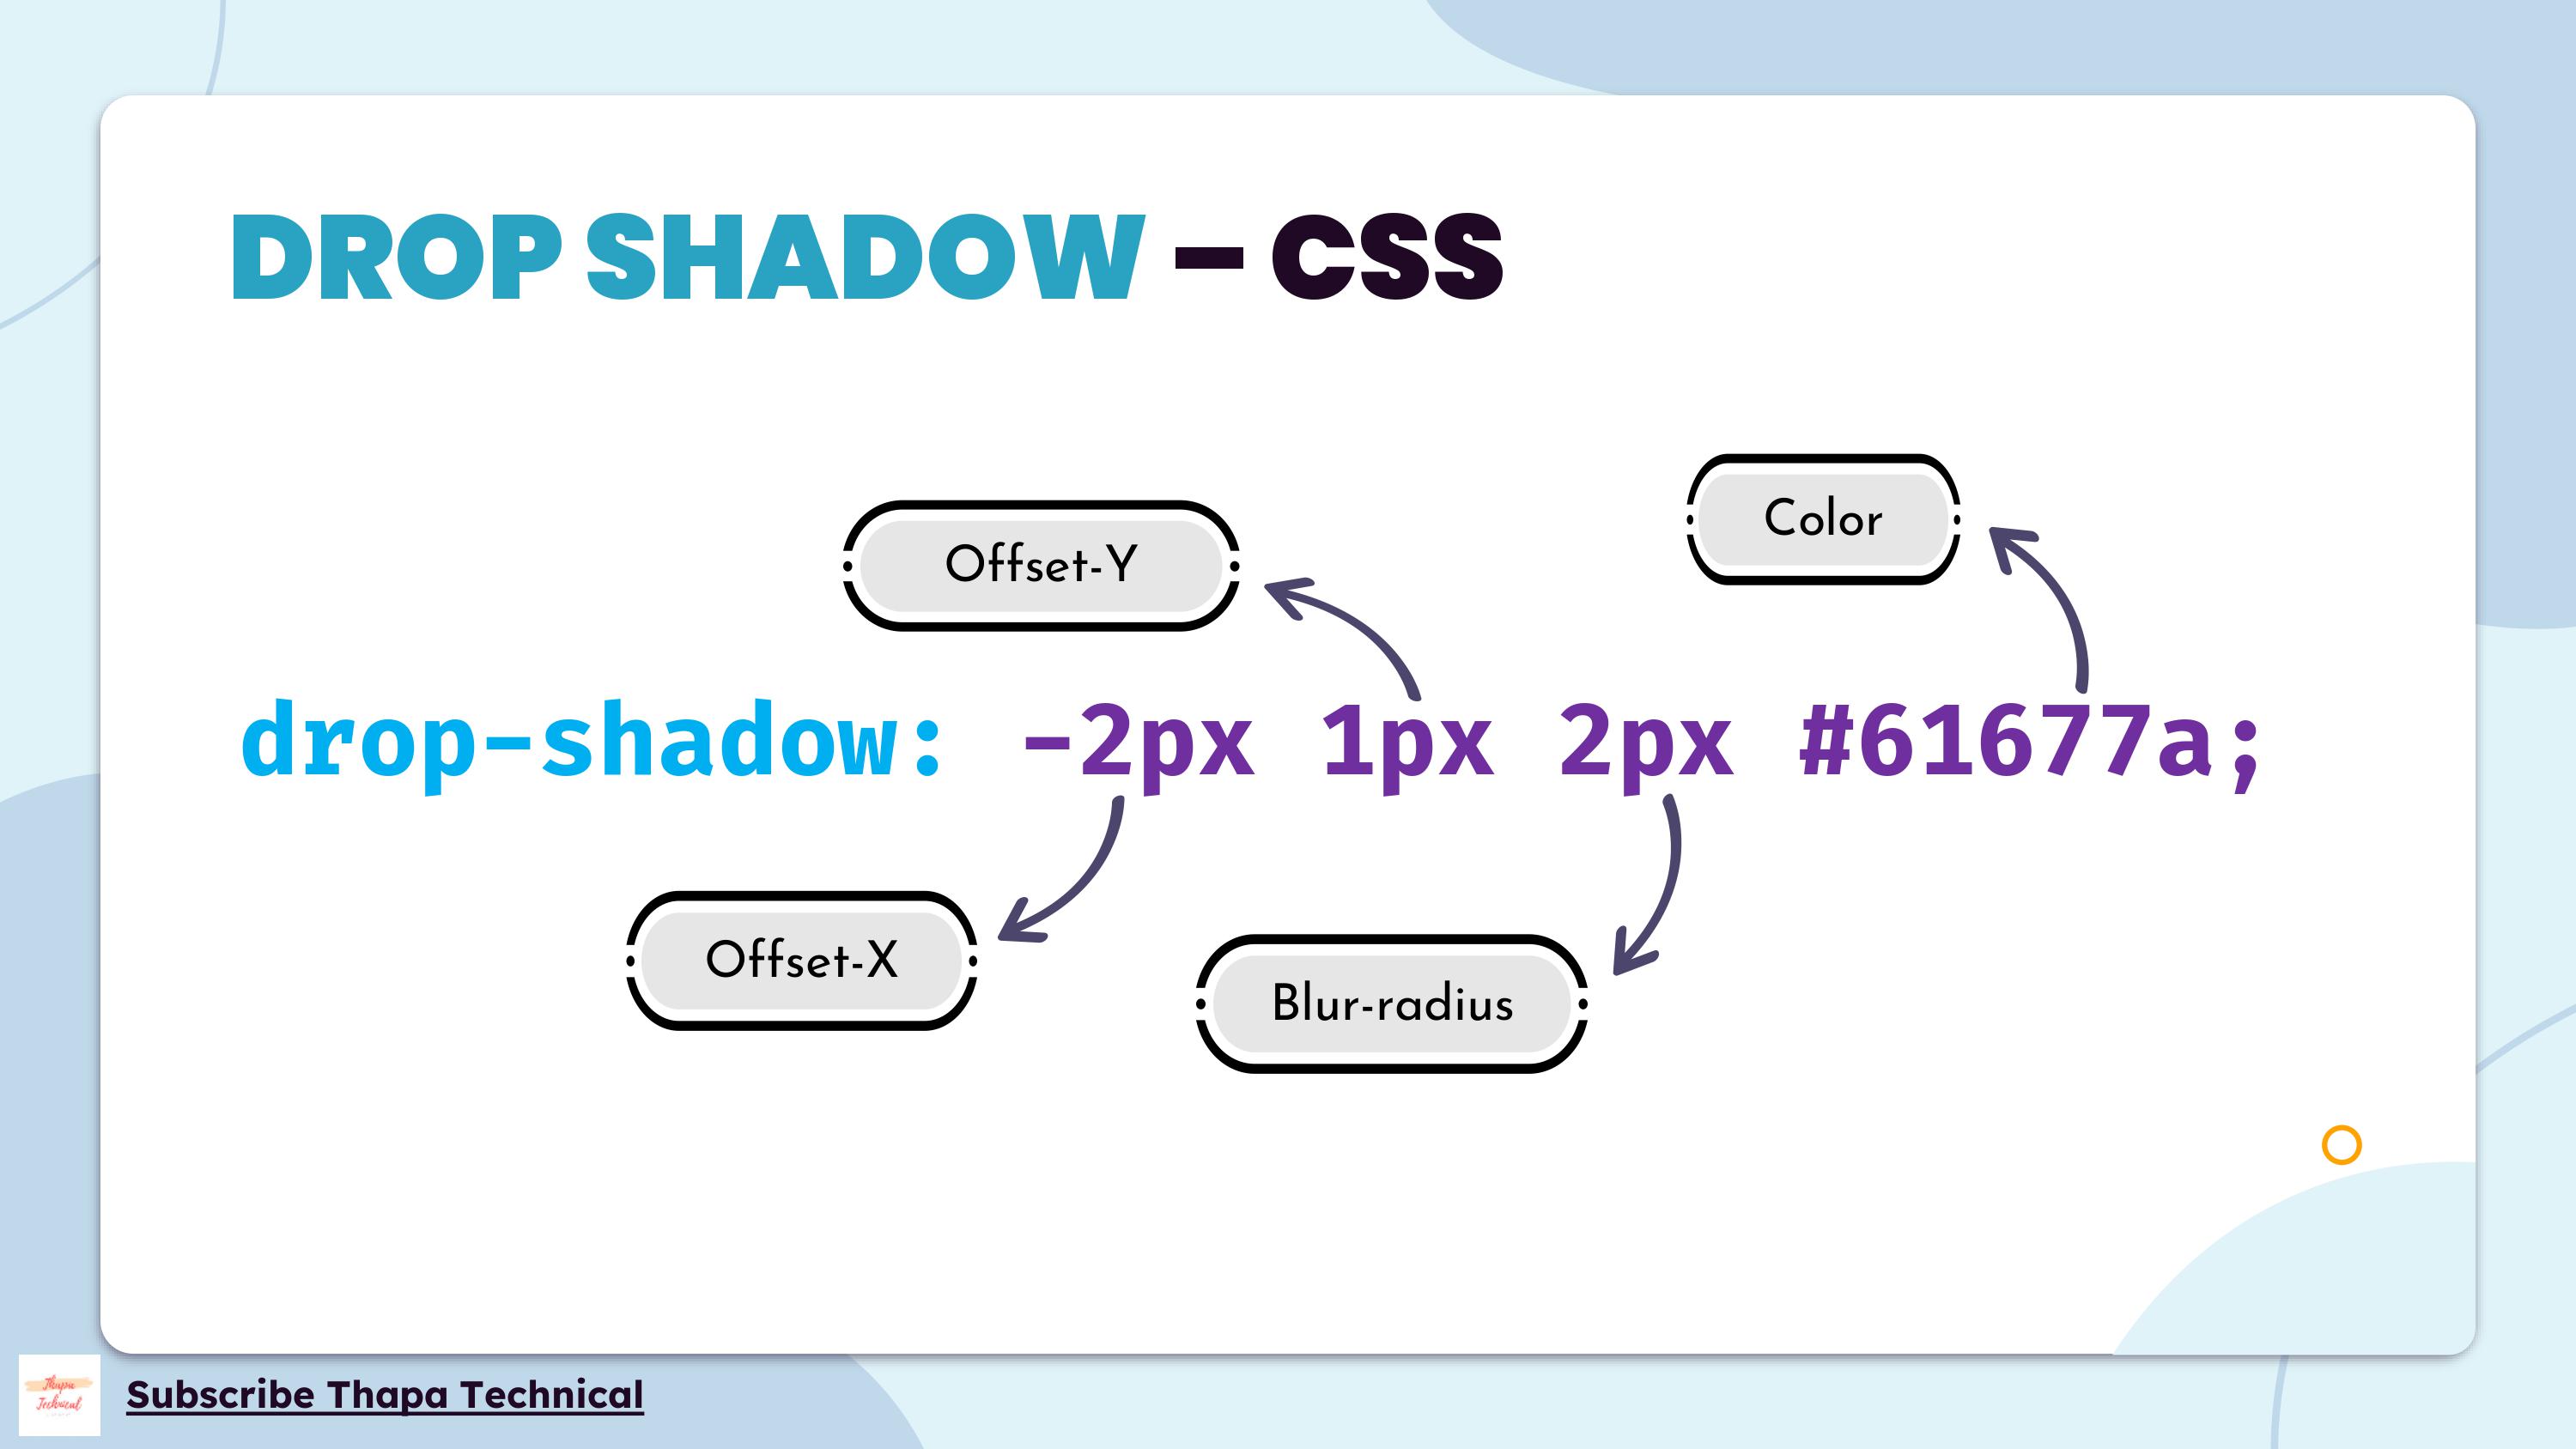 DROP SHADOW – CSS
Color
Offset-Y
drop-shadow: -2px 1px 2px #61677a;
Offset-X
Blur-radius
Thapa
Technical
Subscribe Thapa Technical